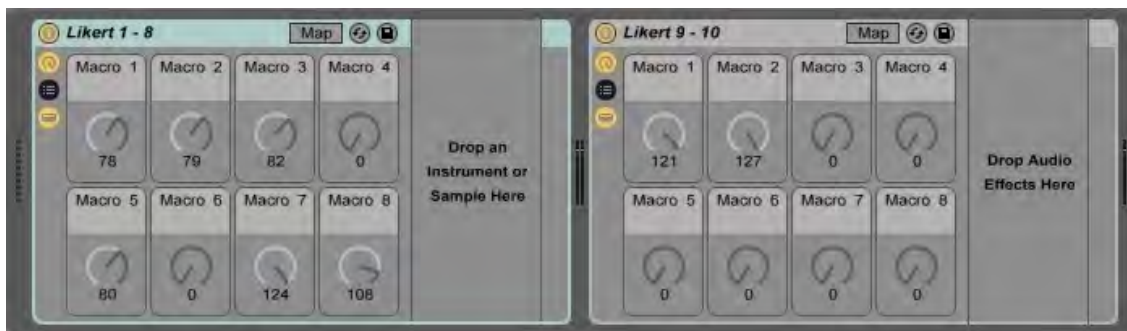 Likert 1 - 8
Map
Macro 1
Macro 2
Macro 3
Macro 4
78
79
82
0
Macro 5
Macro 6
Macro 7
Macro 8
80
0
124
108
Drop an
Instrument or
Sample Here
Likert 9 - 10
Map
Macro 1
Macro 2
Macro 3
Macro 4
121
127
0
0
Macro 5
Macro 6
Macro 7
Macro 8
0
0
0
0
Drop Audio
Effects Here